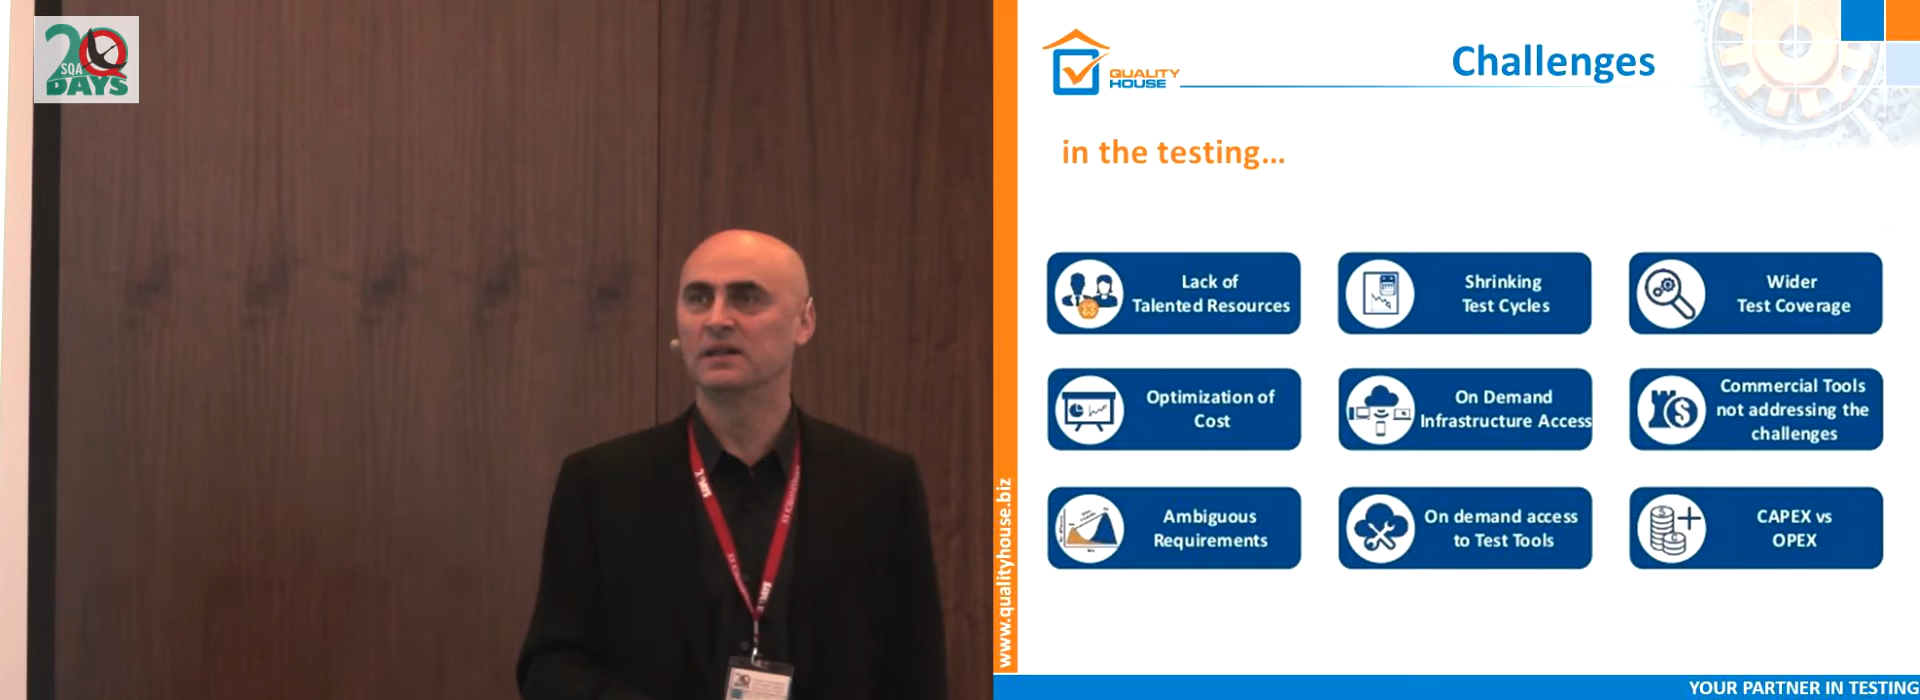 2Q
SQA
DAYS
QUALITY
HOUSE
Challenges
in the testing...
Lack of
Talented Resources
Shrinking
Test Cycles
Wider
Test Coverage
Optimization of
Cost
On Demand
Infrastructure Access
Commercial Tools
not addressing the
challenges
Ambiguous
Requirements
On demand access
to Test Tools
CAPEX vs
OPEX
www.qualityhouse.biz
YOUR PARTNER IN TESTING